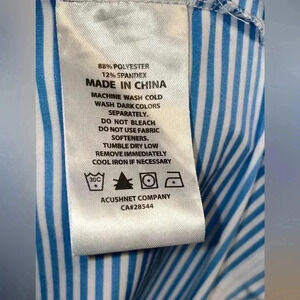 88% POLYESTER
12% SPANDEX
MADE IN CHINA
MACHINE WASH COLD
WASH DARK COLORS
SEPARATELY.
DO NOT BLEACH
DO NOT USE FABRIC
SOFTENERS.
TUMBLE DRY LOW
REMOVE IMMEDIATELY
COOL IRON IF NECESSARY
30C
ACUSHNET COMPANY
CA#28544